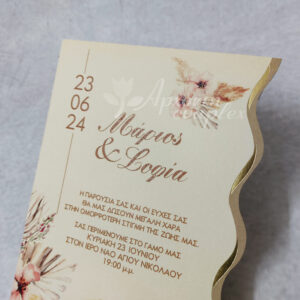 23
06
24
Μάριος
& Σοφία
Η ΠΑΡΟΥΣΙΑ ΣΑΣ ΚΑΙ ΟΙ ΕΥΧΕΣ ΣΑΣ
ΘΑ ΜΑΣ ΔΩΣΟΥΝ ΜΕΓΑΛΗ ΧΑΡΑ
ΣΤΗΝ ΟΜΟΡΦΟΤΕΡΗ ΣΤΙΓΜΗ ΤΗΣ ΖΩΗΣ ΜΑΣ.
ΣΑΣ ΠΕΡΙΜΕΝΟΥΜΕ ΣΤΟ ΓΑΜΟ ΜΑΣ
ΚΥΡΙΑΚΗ 23 ΙΟΥΝΙΟΥ
ΣΤΟΝ ΙΕΡΟ ΝΑΟ ΑΓΙΟΥ ΝΙΚΟΛΑΟΥ
19:00 μ.μ.